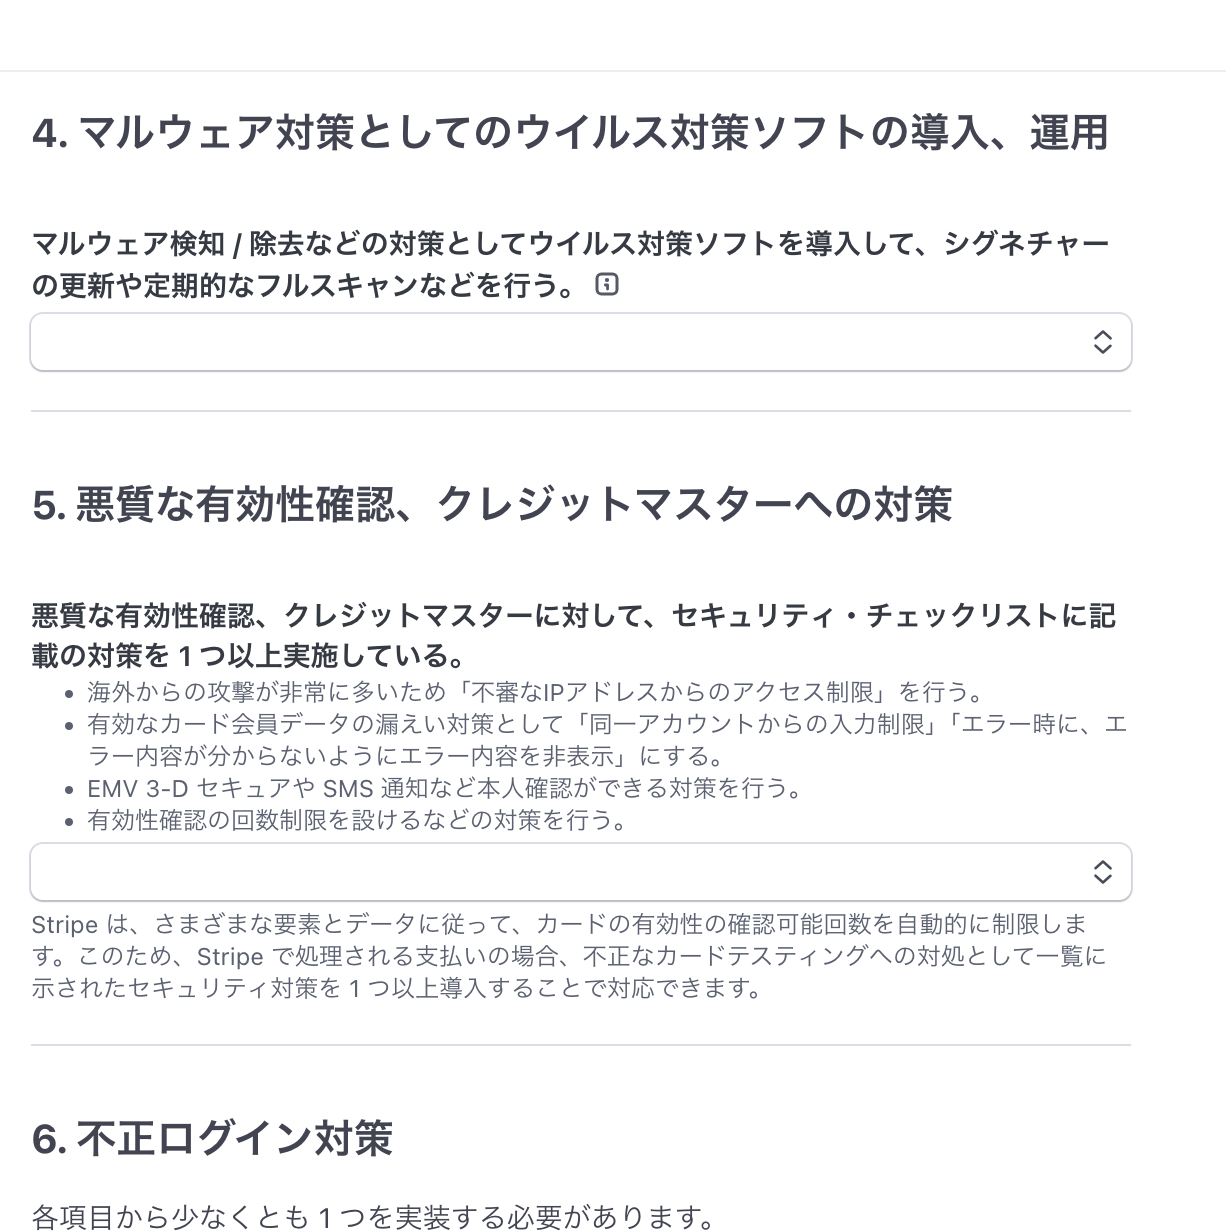 4. マルウェア対策としてのウイルス対策ソフトの導入、運用
マルウェア検知 / 除去などの対策としてウイルス対策ソフトを導入して、シグネチャー
の更新や定期的なフルスキャンなどを行う。
5. 悪質な有効性確認、クレジットマスターへの対策
悪質な有効性確認、クレジットマスターに対して、セキュリティ・チェックリストに記
載の対策を 1 つ以上実施している。
• 海外からの攻撃が非常に多いため「不審なIPアドレスからのアクセス制限」を行う。
• 有効なカード会員データの漏えい対策として「同一アカウントからの入力制限」「エラー時に、エ
ラー内容が分からないようにエラー内容を非表示」にする。
• EMV 3-D セキュアや SMS 通知など本人確認ができる対策を行う。
• 有効性確認の回数制限を設けるなどの対策を行う。
Stripe は、さまざまな要素とデータに従って、カードの有効性の確認可能回数を自動的に制限しま
す。このため、Stripe で処理される支払いの場合、不正なカードテスティングへの対処として一覧に
示されたセキュリティ対策を 1 つ以上導入することで対応できます。
6. 不正ログイン対策
各項目から少なくとも 1 つを実装する必要があります。